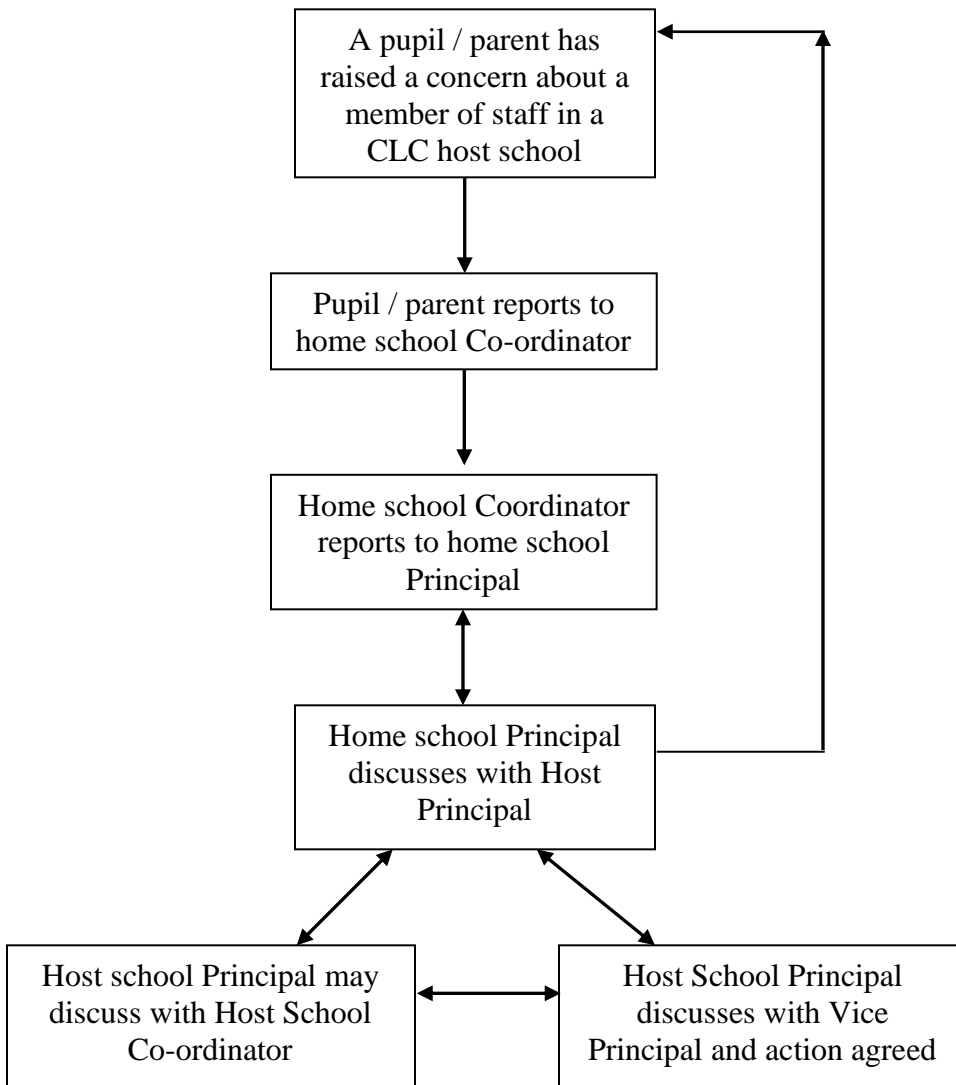 A pupil / parent has
raised a concern about a
member of staff in a
CLC host school
Pupil / parent reports to
home school Co-ordinator
Home school Coordinator
reports to home school
Principal
Home school Principal
discusses with Host
Principal
Host school Principal may
discuss with Host School
Co-ordinator
Host School Principal
discusses with Vice
Principal and action agreed